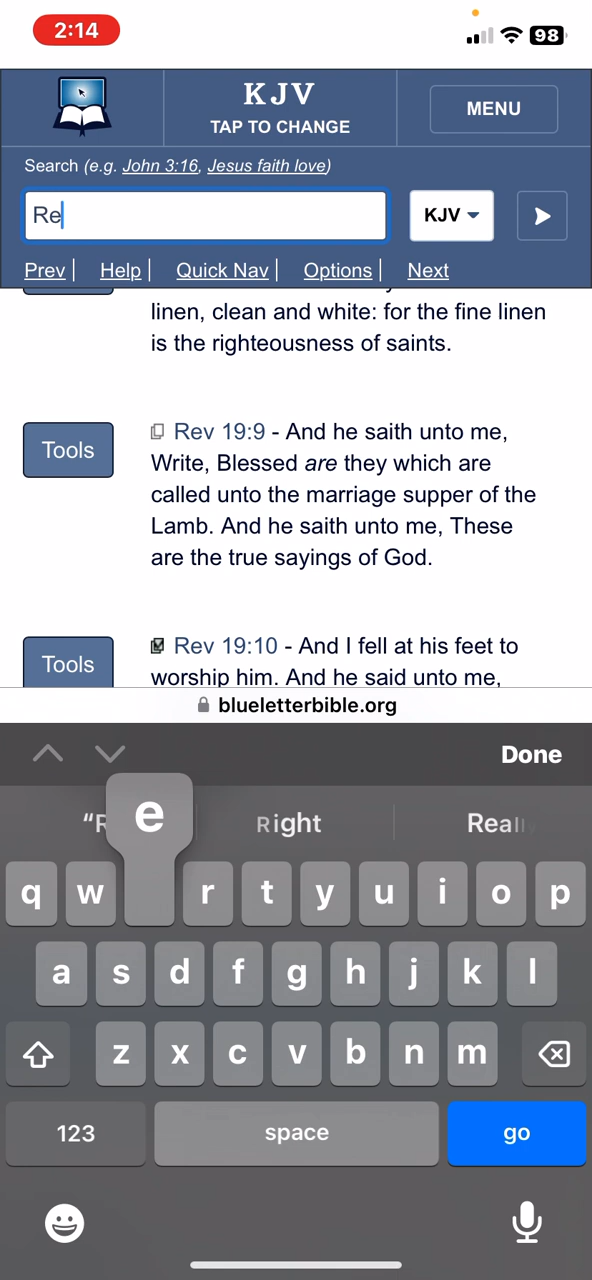 2:14
98
KJV
TAP TO CHANGE
MENU
Search (e.g. John 3:16, Jesus faith love)
Re
KJV
Prev | Help | Quick Nav | Options | Next
linen, clean and white: for the fine linen
is the righteousness of saints.
Tools
Rev 19:9 - And he saith unto me,
Write, Blessed are they which are
called unto the marriage supper of the
Lamb. And he saith unto me, These
are the true sayings of God.
Tools
Rev 19:10 - And I fell at his feet to
worship him. And he said unto me,
blueletterbible.org
Done
e
Right
q w r t y u i o p
a s d f g h j k l
z x c v b n m
123 space go